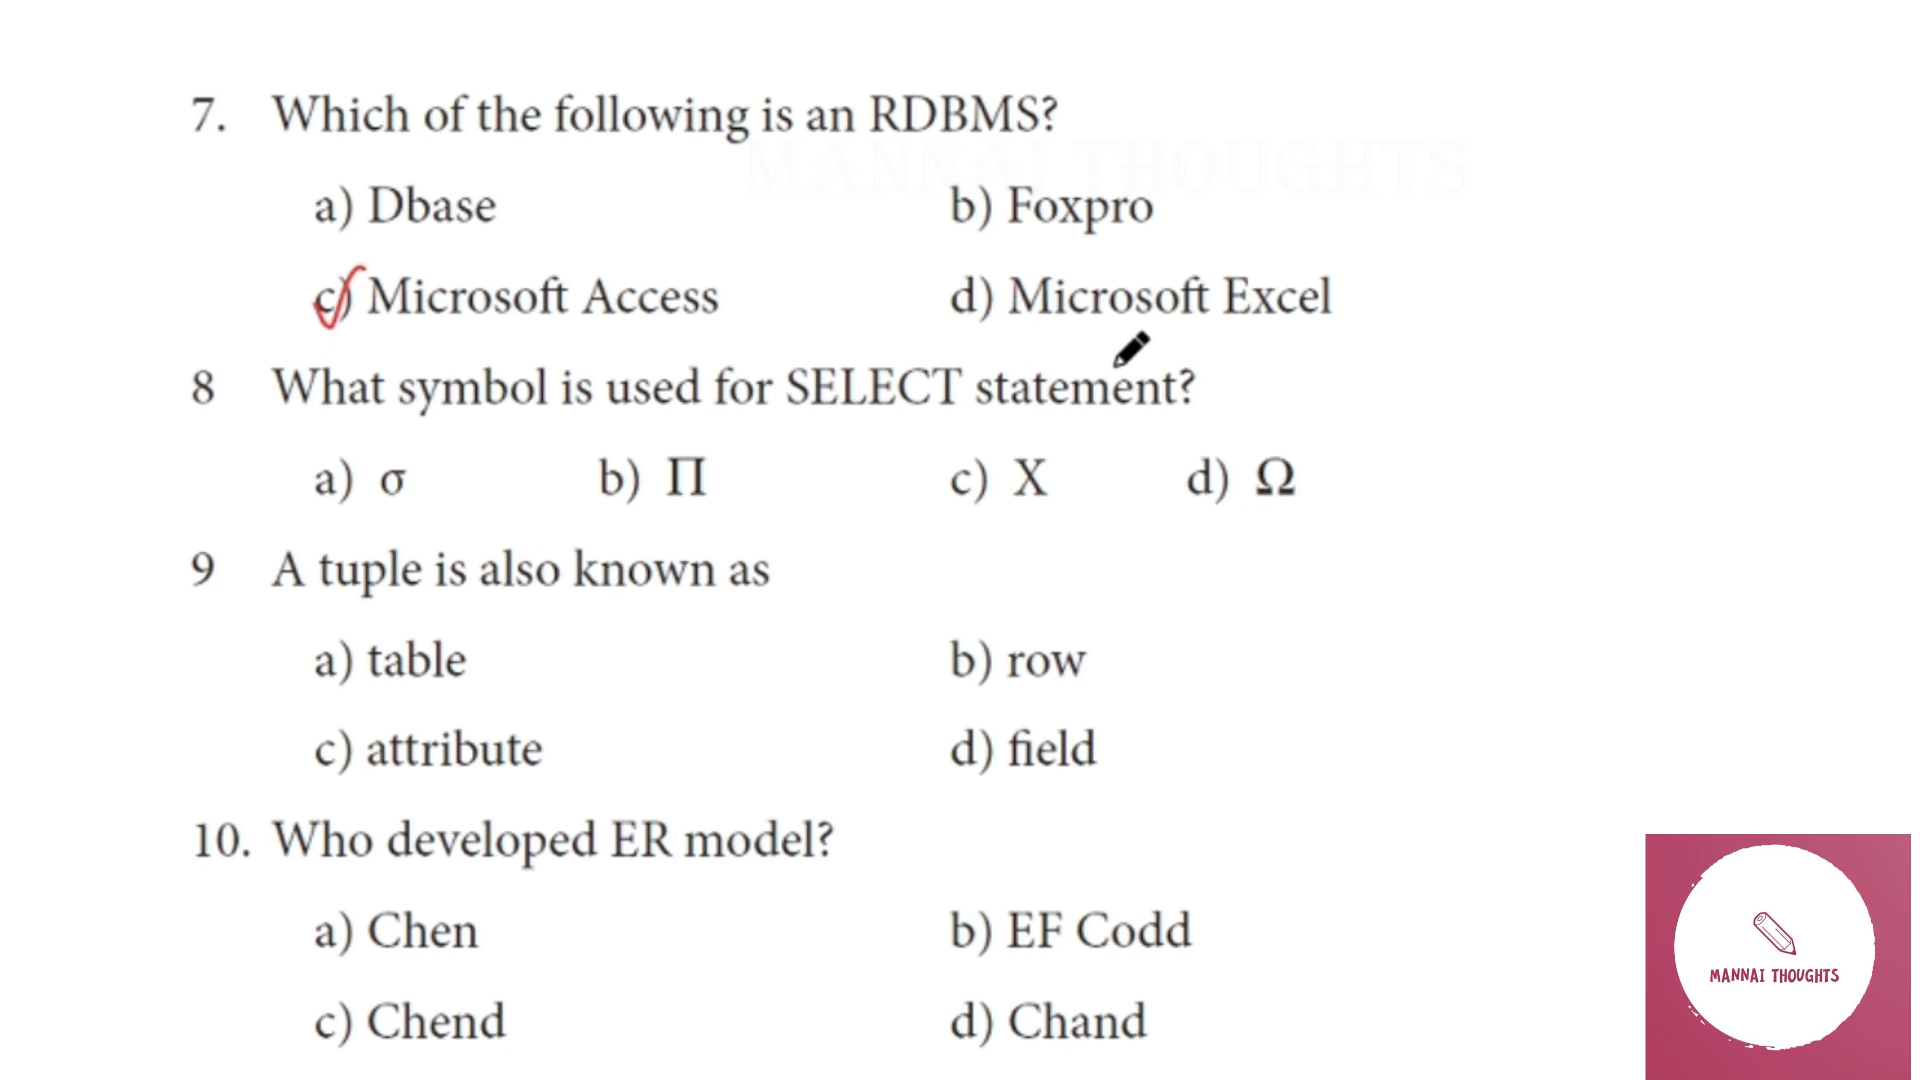 7. Which of the following is an RDBMS?
MANNAI THOUGHTS
a) Dbase b) Foxpro
c) Microsoft Access d) Microsoft Excel
8 What symbol is used for SELECT statement?
a) σ b) Π c) X d) Ω
9 A tuple is also known as
a) table b) row
c) attribute d) field
10. Who developed ER model?
a) Chen b) EF Codd
c) Chend d) Chand
MANNAI THOUGHTS